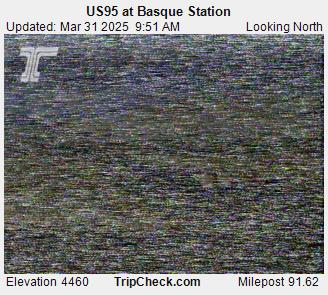 US95 at Basque Station
Updated: Mar 31 2025 9:51 AM Looking North
Elevation 4460 TripCheck.com Milepost 91.62